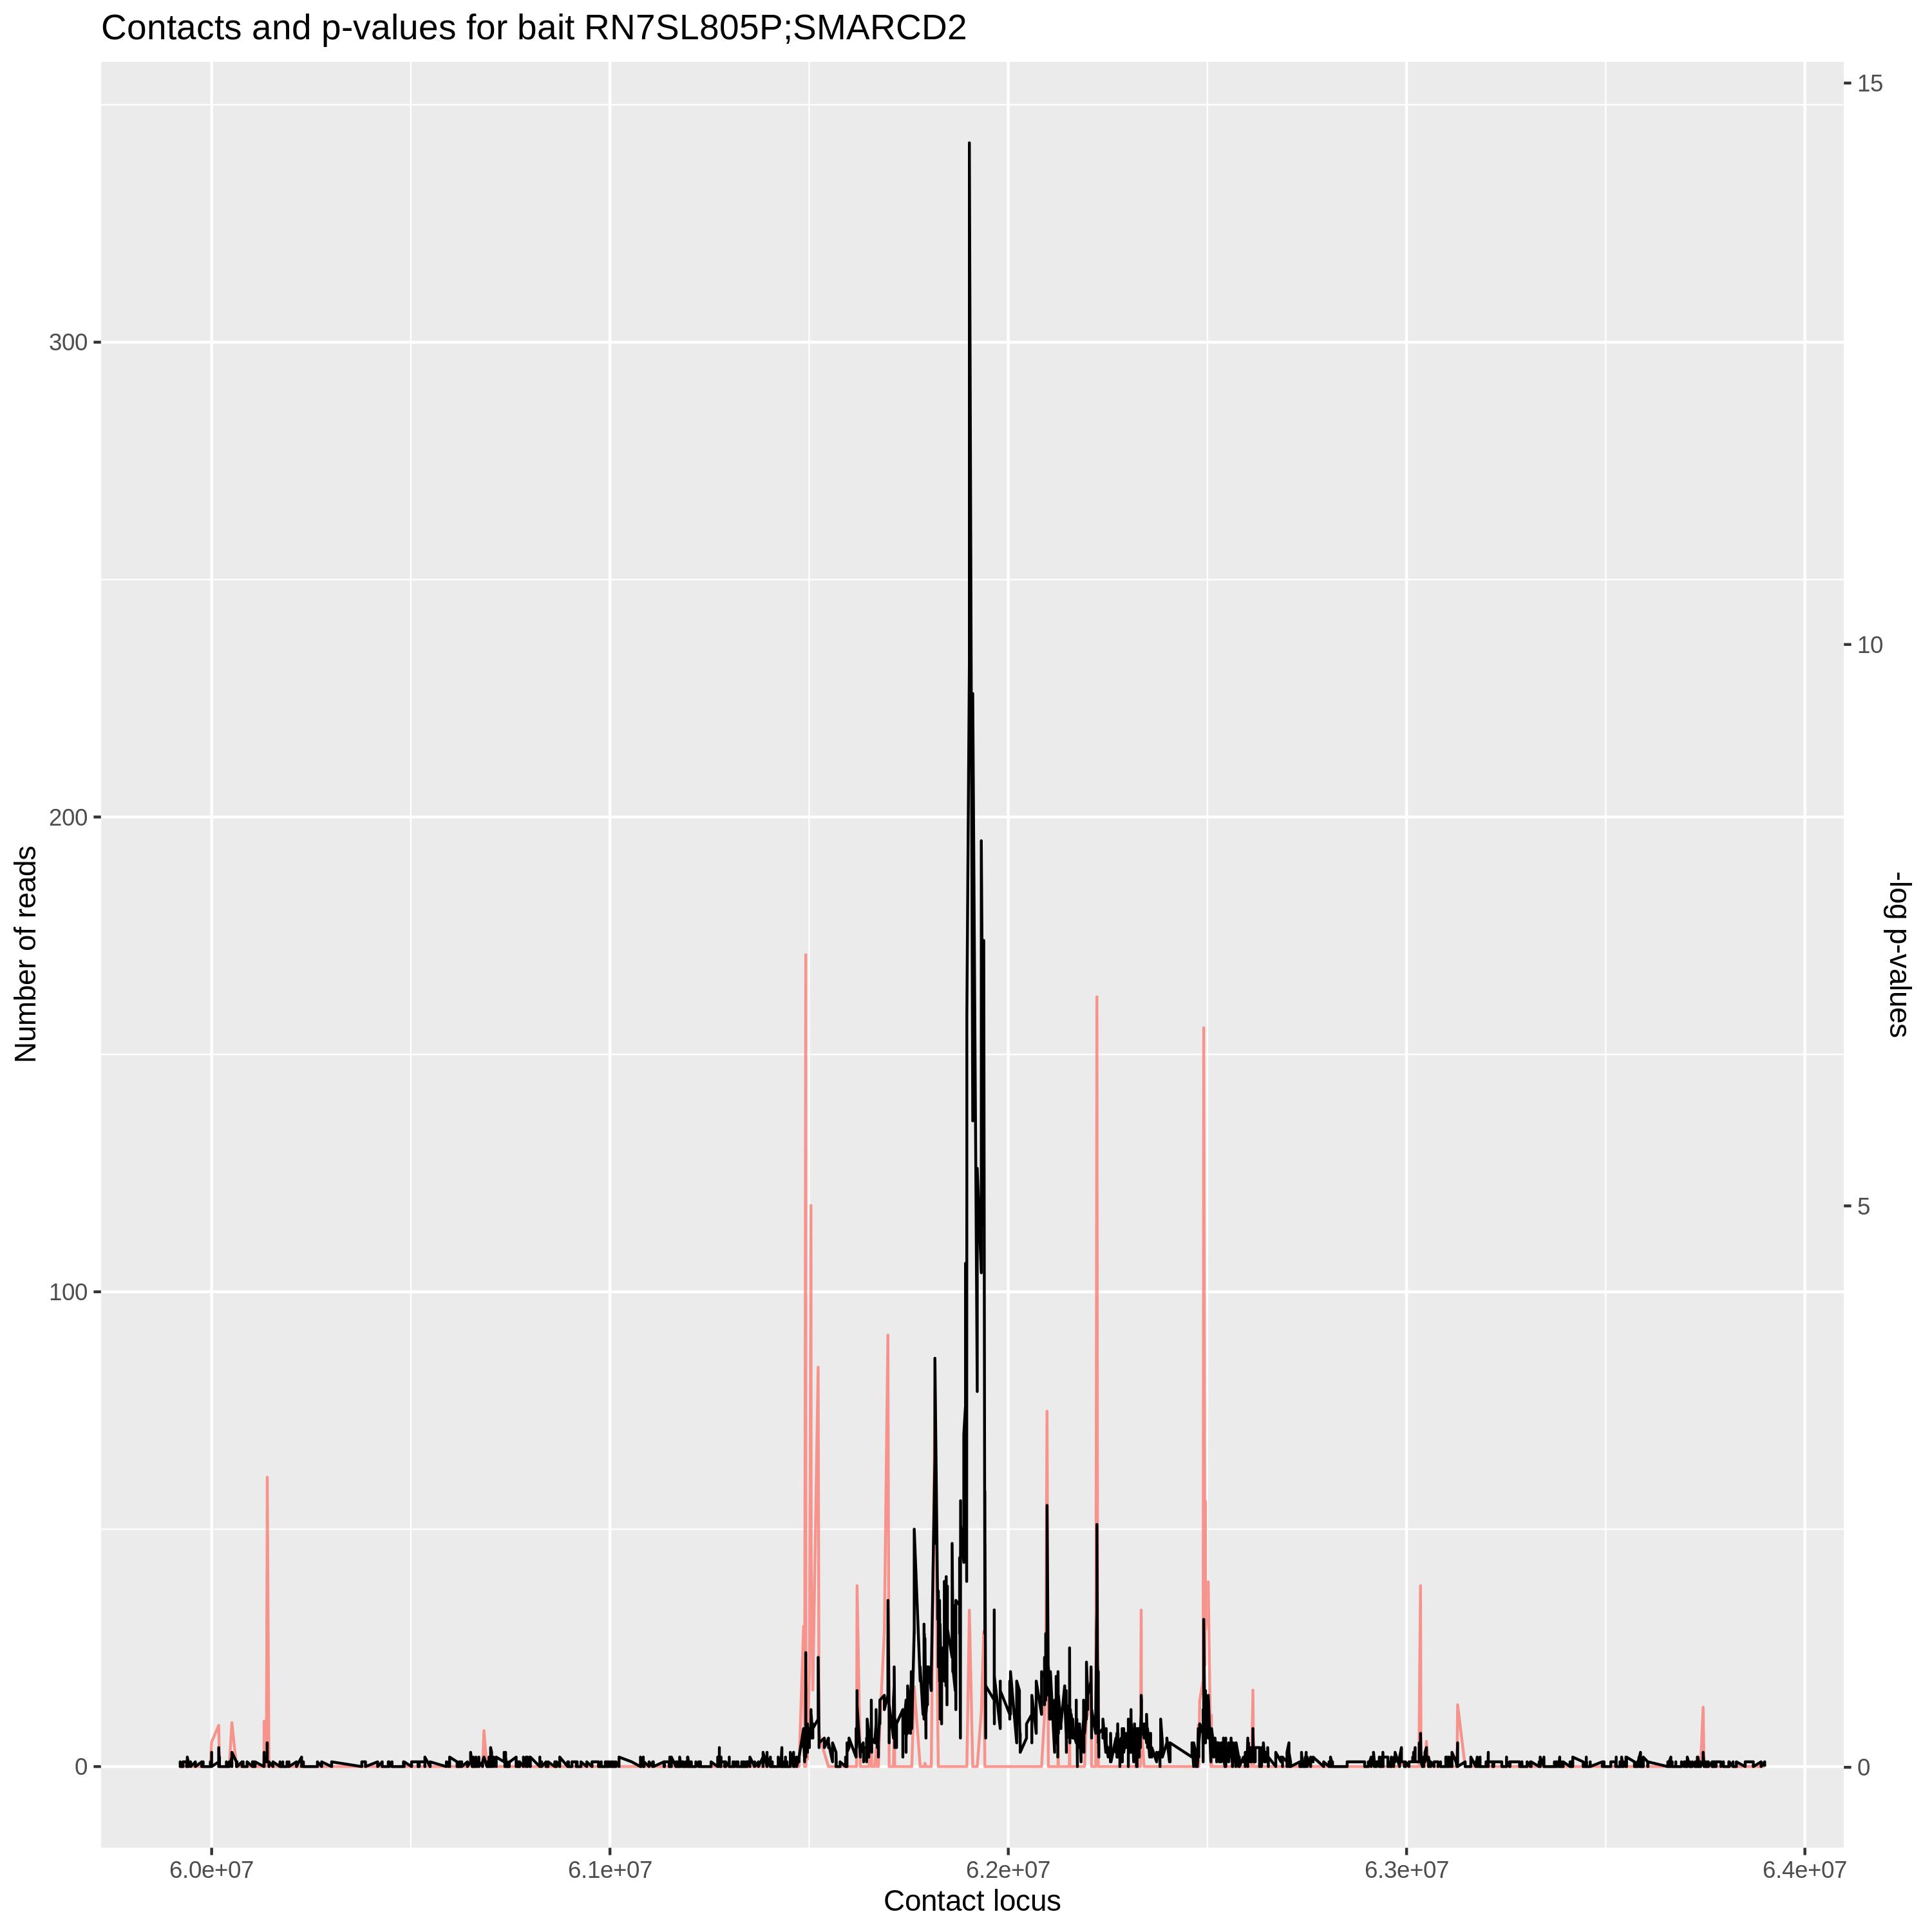 Contacts and p-values for bait RN7SL805P;SMARCD2
Number of reads
300
200
100
0
15
10
5
0
-log p-values
6.0e+07
6.1e+07
6.2e+07
6.3e+07
6.4e+07
Contact locus